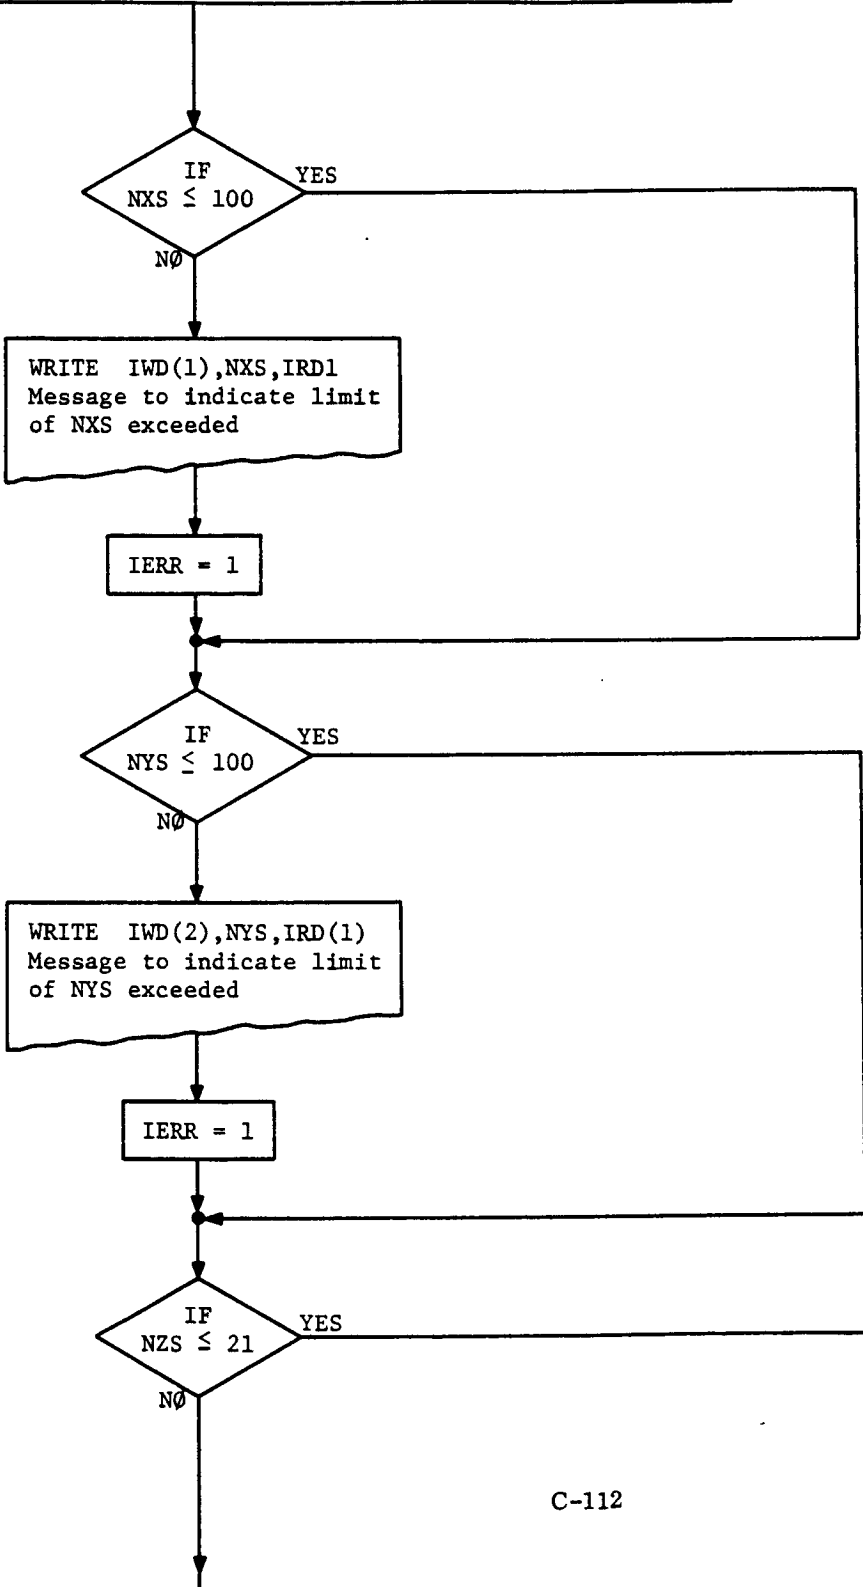 IF
NXS ≤ 100
YES
NØ
WRITE  IWD(1),NXS,IRD1
Message to indicate limit
of NXS exceeded
IERR = 1
IF
NYS ≤ 100
YES
NØ
WRITE  IWD(2),NYS,IRD(1)
Message to indicate limit
of NYS exceeded
IERR = 1
IF
NZS ≤ 21
YES
NØ
C-112